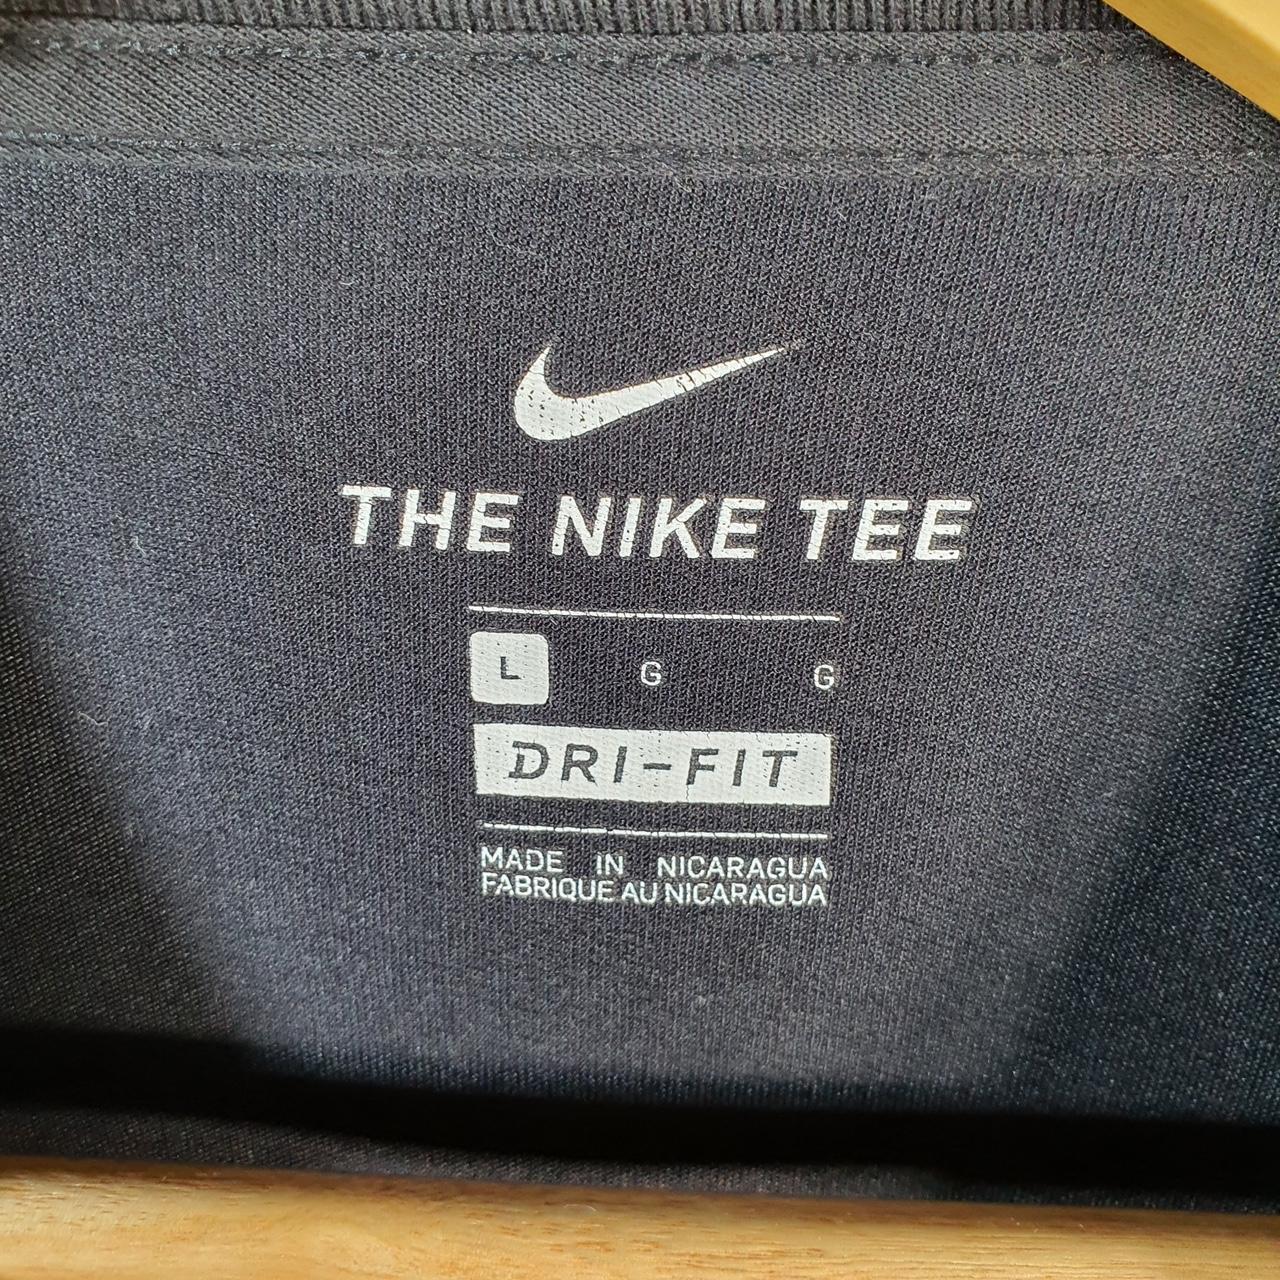 THE NIKE TEE
L G G
DRI-FIT
MADE IN NICARAGUA
FABRIQUE AU NICARAGUA